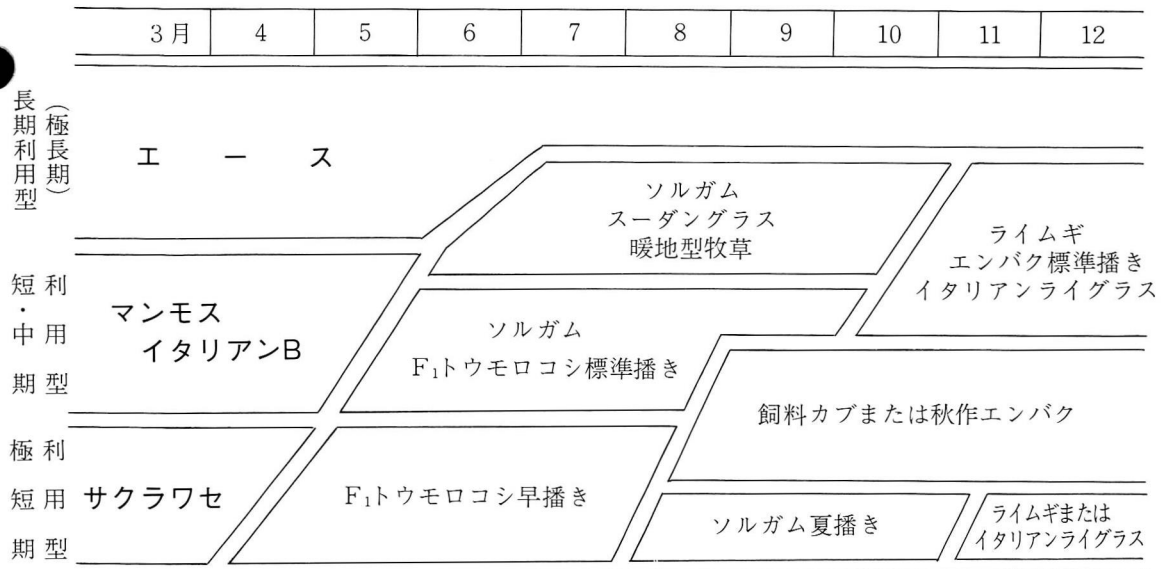 3月 4 5 6 7 8 9 10 11 12
長期利用型
（極長期）
エース
ソルガム
スーダングラス
暖地型牧草
ライムギ
エンバク標準播き
イタリアンライグラス
短・中期
利用型
マンモス
イタリアンB
ソルガム
F₁トウモロコシ標準播き
飼料カブまたは秋作エンバク
極短期
利用型
サクラワセ
F₁トウモロコシ早播き
ソルガム夏播き
ライムギまたは
イタリアンライグラス